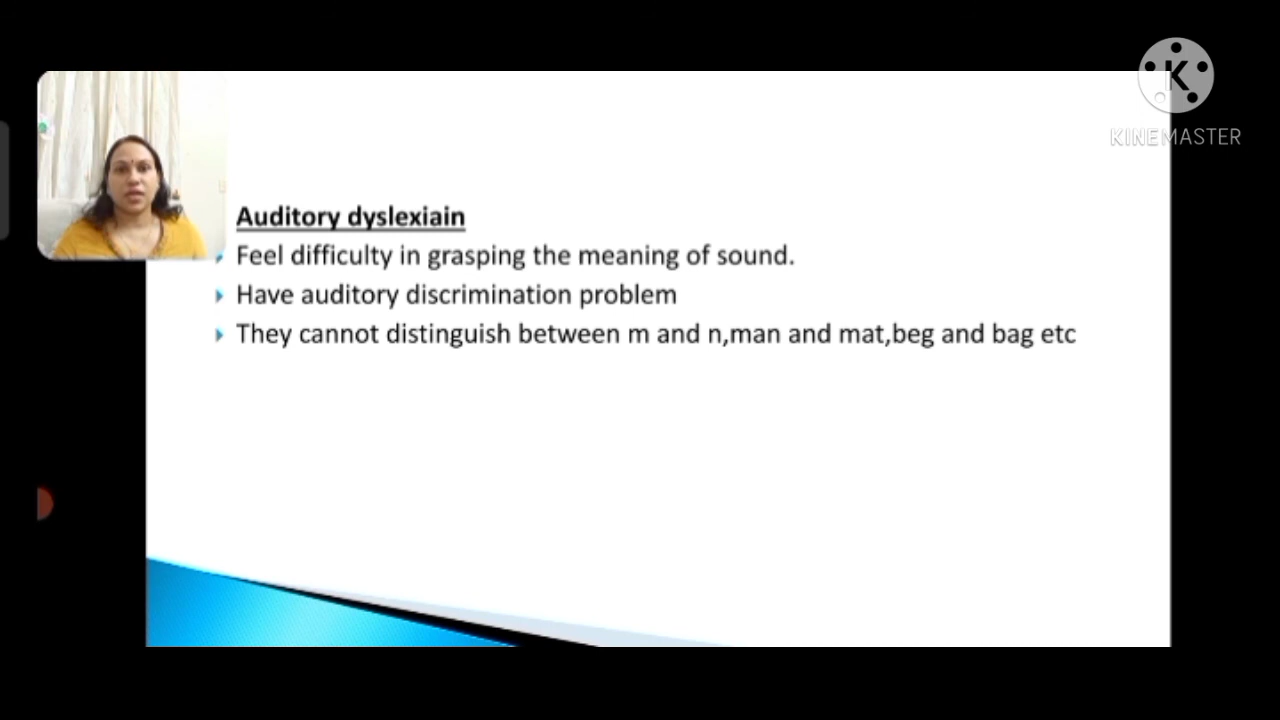 KINEMASTER
Auditory dyslexiain
Feel difficulty in grasping the meaning of sound.
Have auditory discrimination problem
They cannot distinguish between m and n,man and mat,beg and bag etc